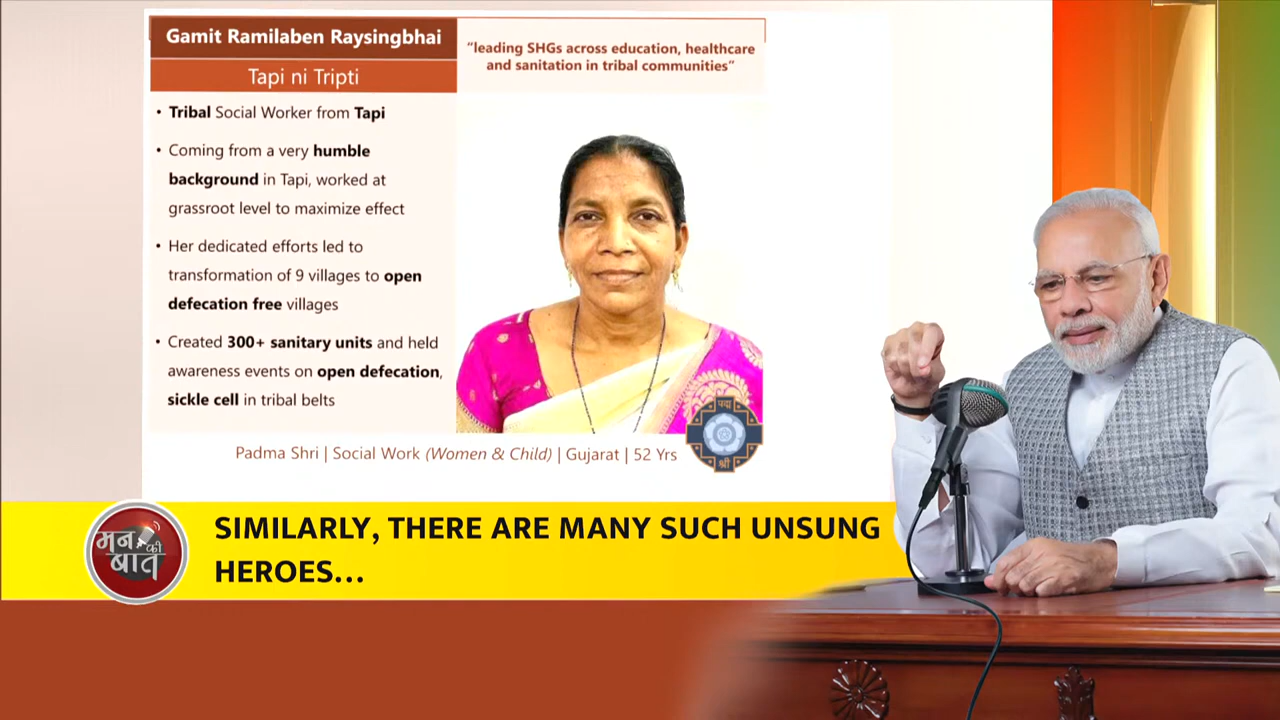 Gamit Ramilaben Raysingbhai
Tapi ni Tripti
"leading SHGs across education, healthcare
and sanitation in tribal communities"
• Tribal Social Worker from Tapi
• Coming from a very humble
background in Tapi, worked at
grassroot level to maximize effect
• Her dedicated efforts led to
transformation of 9 villages to open
defecation free villages
• Created 300+ sanitary units and held
awareness events on open defecation,
sickle cell in tribal belts
पद्म
श्री
Padma Shri | Social Work (Women & Child) | Gujarat | 52 Yrs
मन की
बात
SIMILARLY, THERE ARE MANY SUCH UNSUNG
HEROES...